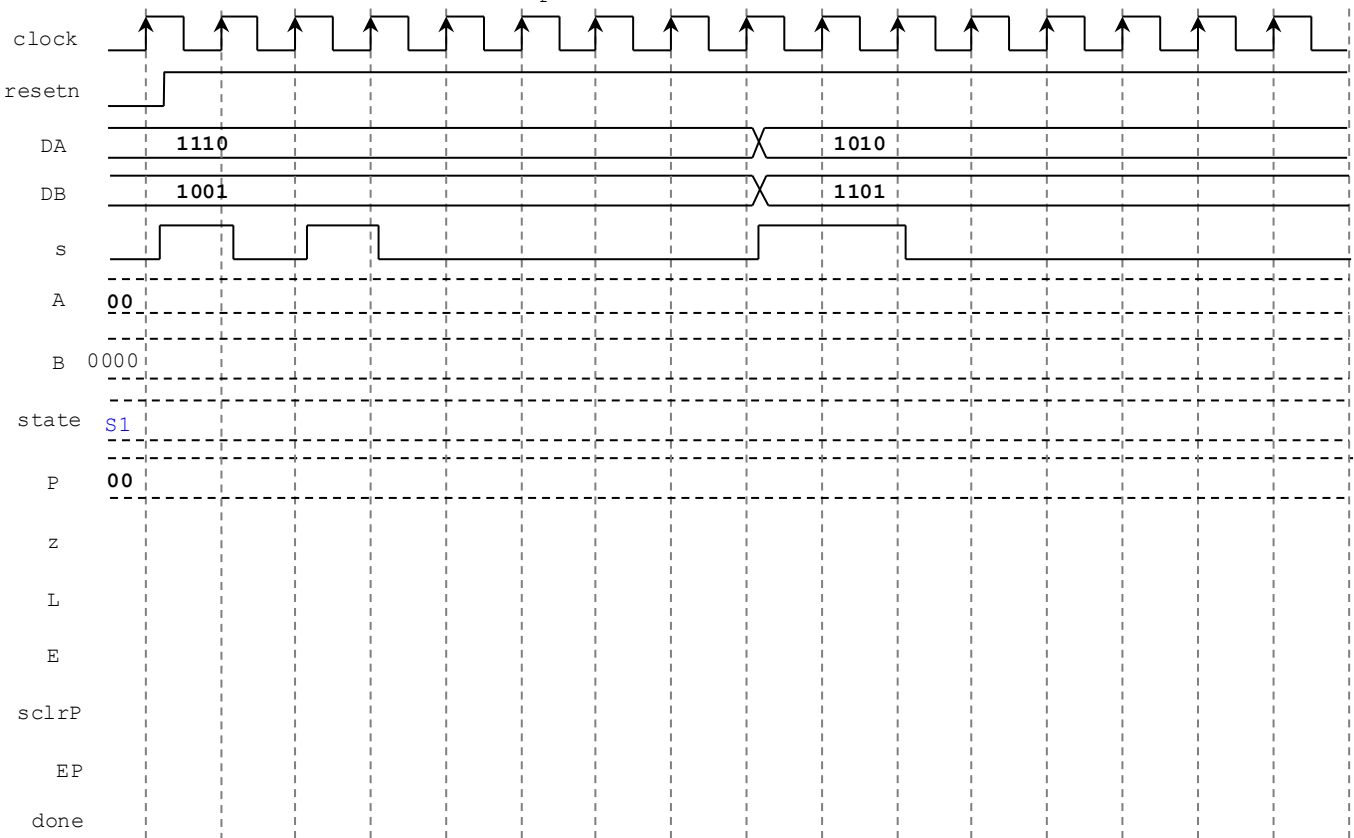 clock
resetn
DA 1110 1010
DB 1001 1101
s
A 00
B 0000
state S1
P 00
z
L
E
sclrP
EP
done